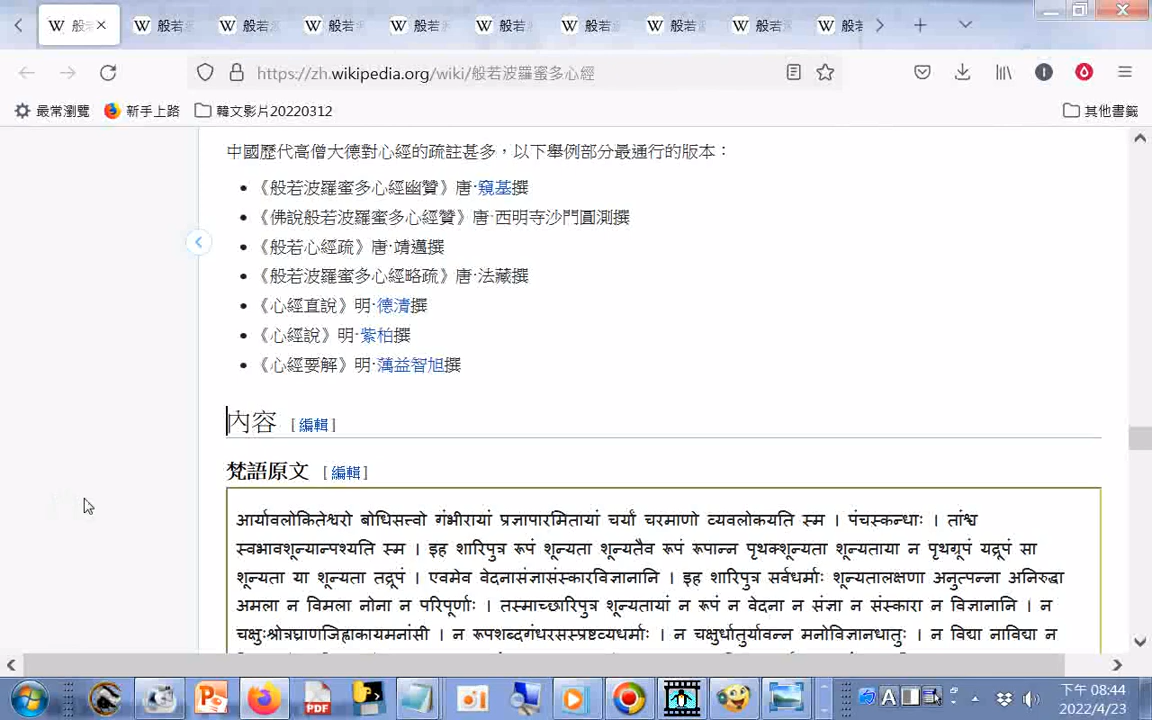 般
般若
般若
般若
般若
般若
般若
般若
般若
般若
https://zh.wikipedia.org/wiki/般若波羅蜜多心經
最常瀏覽 新手上路 韓文影片20220312 其他書籤
中國歷代高僧大德對心經的疏註甚多，以下舉例部分最通行的版本：
《般若波羅蜜多心經幽贊》唐·窺基撰
《佛說般若波羅蜜多心經贊》唐·西明寺沙門圓測撰
《般若心經疏》唐·靖邁撰
《般若波羅蜜多心經略疏》唐·法藏撰
《心經直說》明·德清撰
《心經說》明·紫柏撰
《心經要解》明·蕅益智旭撰
內容 [編輯]
梵語原文 [編輯]
आर्यावलोकितेश्वरो बोधिसत्त्वो गंभीरायां प्रज्ञापारमितायां चर्यां चरमाणो व्यवलोकयति स्म । पंचस्कन्धाः । तांश्च
स्वभावशून्यान्पश्यति स्म । इह शारिपुत्र रूपं शून्यता शून्यतैव रूपं रूपान्न पृथक्शून्यता शून्यताया न पृथग्रूपं यद्रूपं सा
शून्यता या शून्यता तद्रूपं । एवमेव वेदनासंज्ञासंस्कारविज्ञानानि । इह शारिपुत्र सर्वधर्माः शून्यतालक्षणा अनुत्पन्ना अनिरुद्धा
अमला न विमला नोना न परिपूर्णाः । तस्माच्छारिपुत्र शून्यतायां न रूपं न वेदना न संज्ञा न संस्कारा न विज्ञानानि । न
चक्षुःश्रोत्रघ्राणजिह्वाकायमनांसी । न रूपशब्दगंधरसस्प्रष्टव्यधर्माः । न चक्षुर्धातुर्यावन्न मनोविज्ञानधातुः । न विद्या नाविद्या न
下午 08:44
2022/4/23